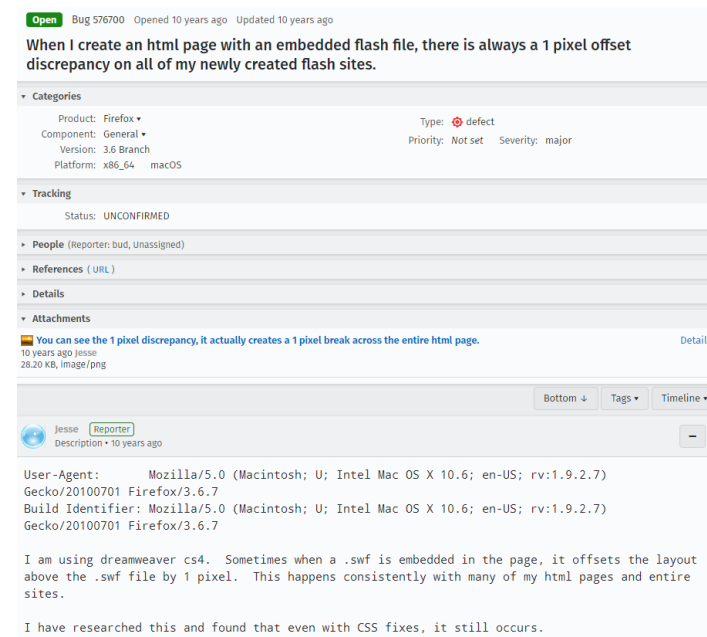 Open Bug 576700 Opened 10 years ago Updated 10 years ago
When I create an html page with an embedded flash file, there is always a 1 pixel offset
discrepancy on all of my newly created flash sites.
▾ Categories
Product: Firefox ▾
Component: General ▾
Version: 3.6 Branch
Platform: x86_64 macOS
Type: defect
Priority: Not set Severity: major
▾ Tracking
Status: UNCONFIRMED
▸ People (Reporter: bud, Unassigned)
▸ References ( URL )
▸ Details
▾ Attachments
You can see the 1 pixel discrepancy, it actually creates a 1 pixel break across the entire html page.
Detail
10 years ago Jesse
28.20 KB, image/png
Bottom ↓ Tags ▾ Timeline ▾
Jesse Reporter
Description • 10 years ago
−
User-Agent: Mozilla/5.0 (Macintosh; U; Intel Mac OS X 10.6; en-US; rv:1.9.2.7)
Gecko/20100701 Firefox/3.6.7
Build Identifier: Mozilla/5.0 (Macintosh; U; Intel Mac OS X 10.6; en-US; rv:1.9.2.7)
Gecko/20100701 Firefox/3.6.7
I am using dreamweaver cs4. Sometimes when a .swf is embedded in the page, it offsets the layout
above the .swf file by 1 pixel. This happens consistently with many of my html pages and entire
sites.
I have researched this and found that even with CSS fixes, it still occurs.